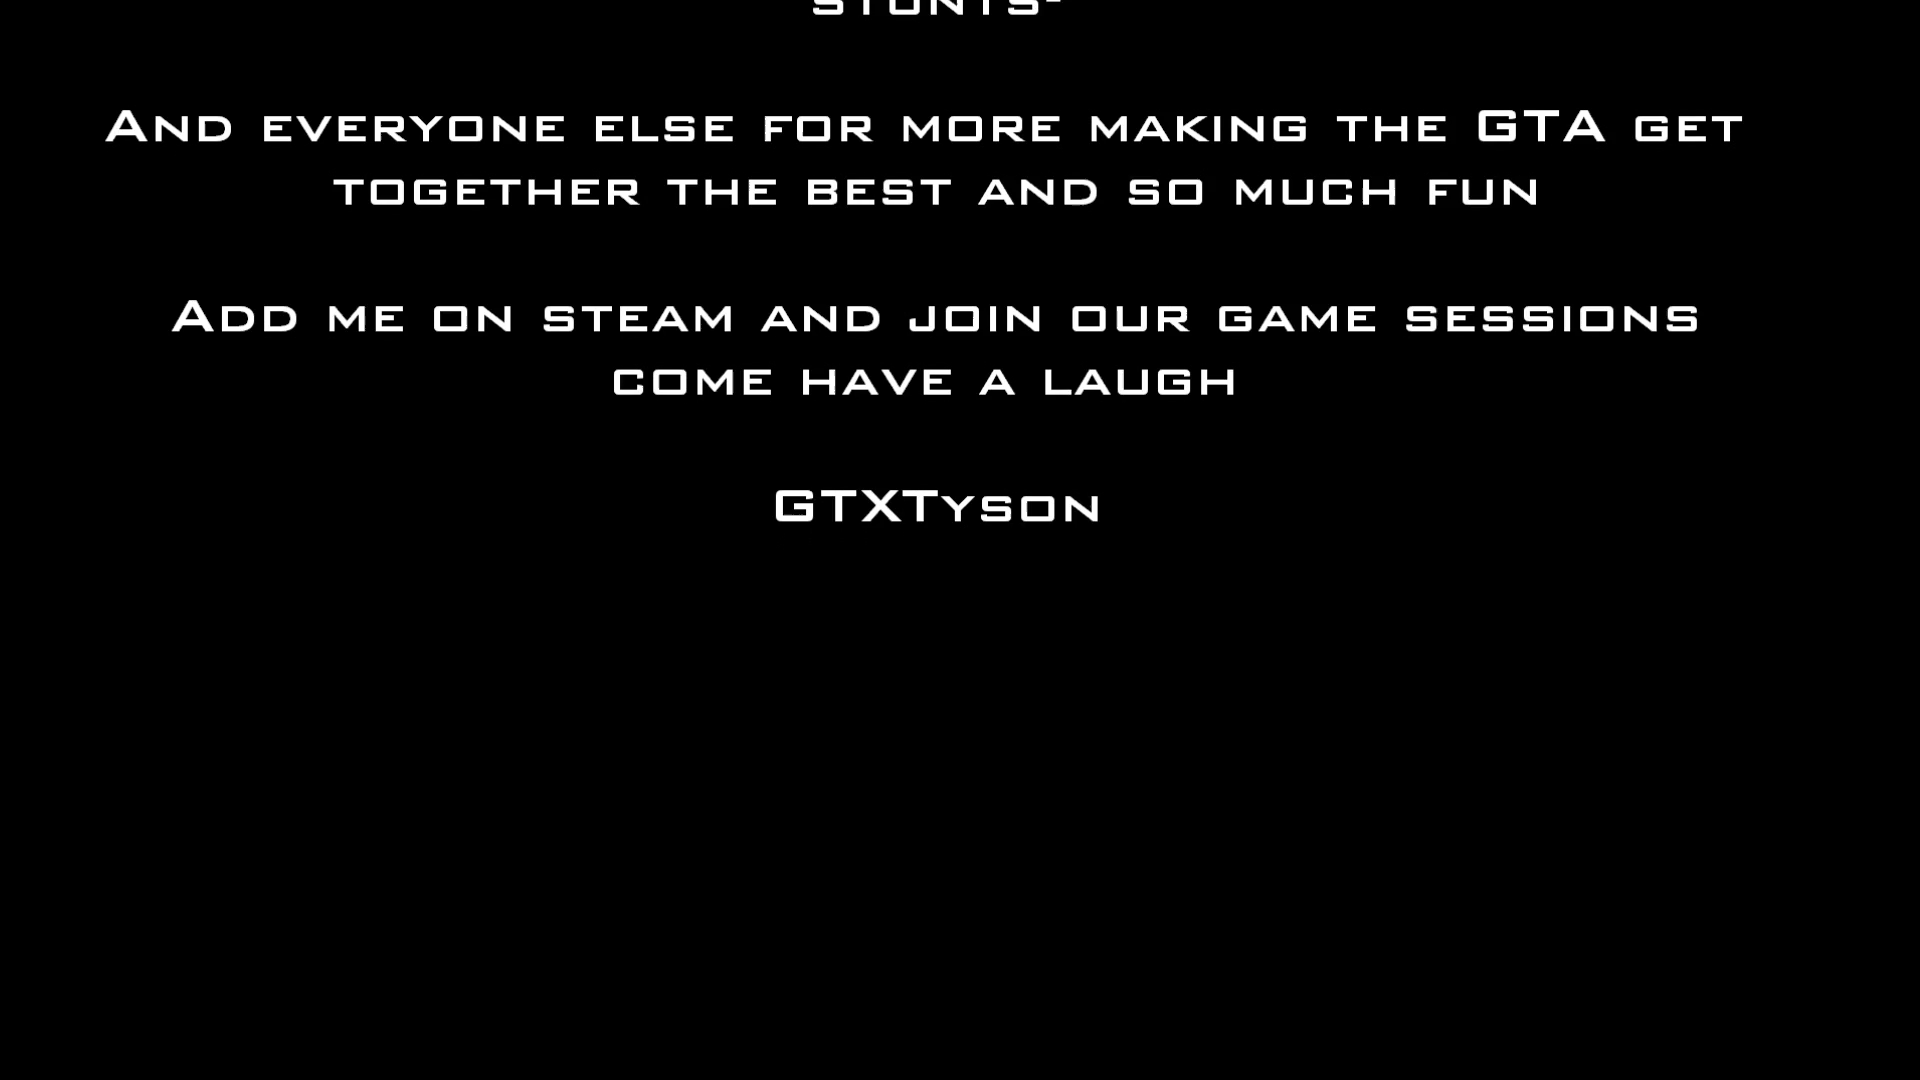 stunts-
And everyone else for more making the GTA get
together the best and so much fun
Add me on steam and join our game sessions
come have a laugh
GTXTyson